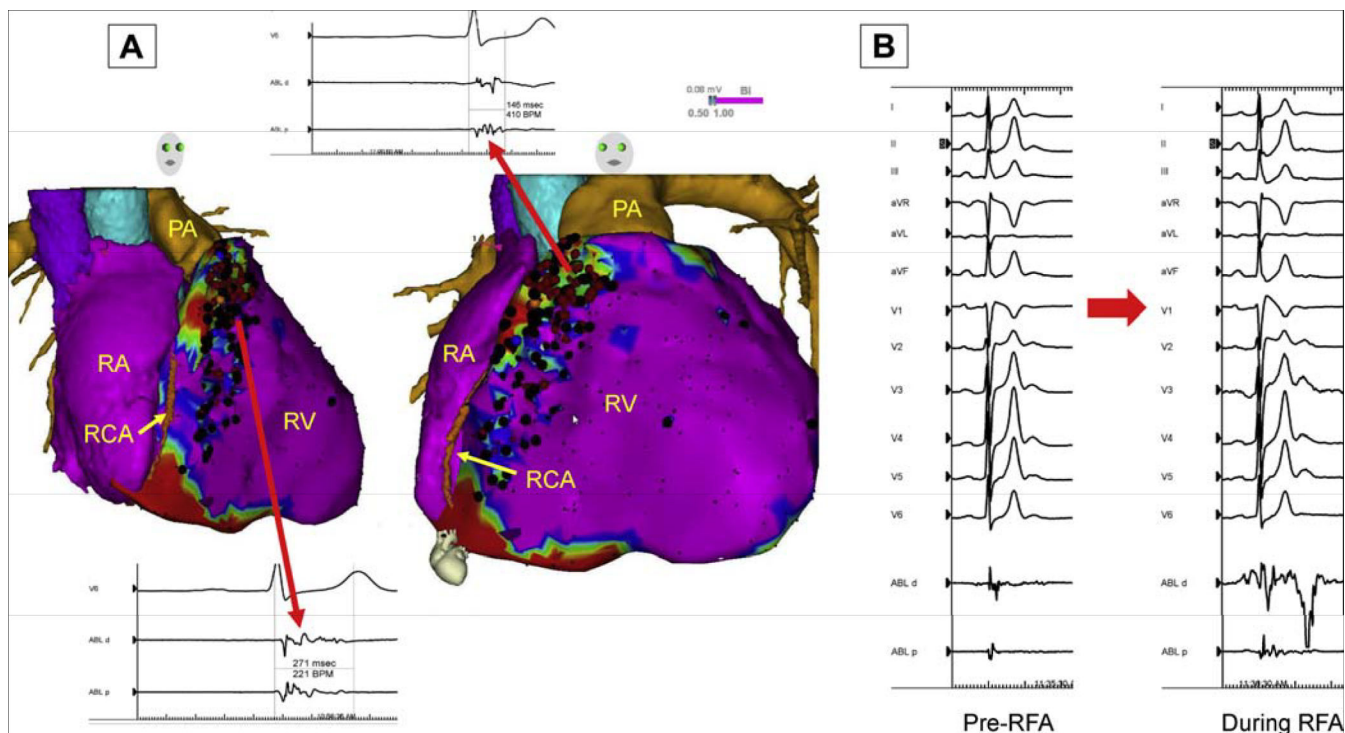 A
V6
ABL d
ABL p
146 msec
410 BPM
0.08 mV
Bi
0.50 1.00
PA
RA
RCA
RV
PA
RA
RV
RCA
V6
ABL d
ABL p
271 msec
221 BPM
B
I
II
III
aVR
aVL
aVF
V1
V2
V3
V4
V5
V6
ABL d
ABL p
Pre-RFA
I
II
III
aVR
aVL
aVF
V1
V2
V3
V4
V5
V6
ABL d
ABL p
During RFA